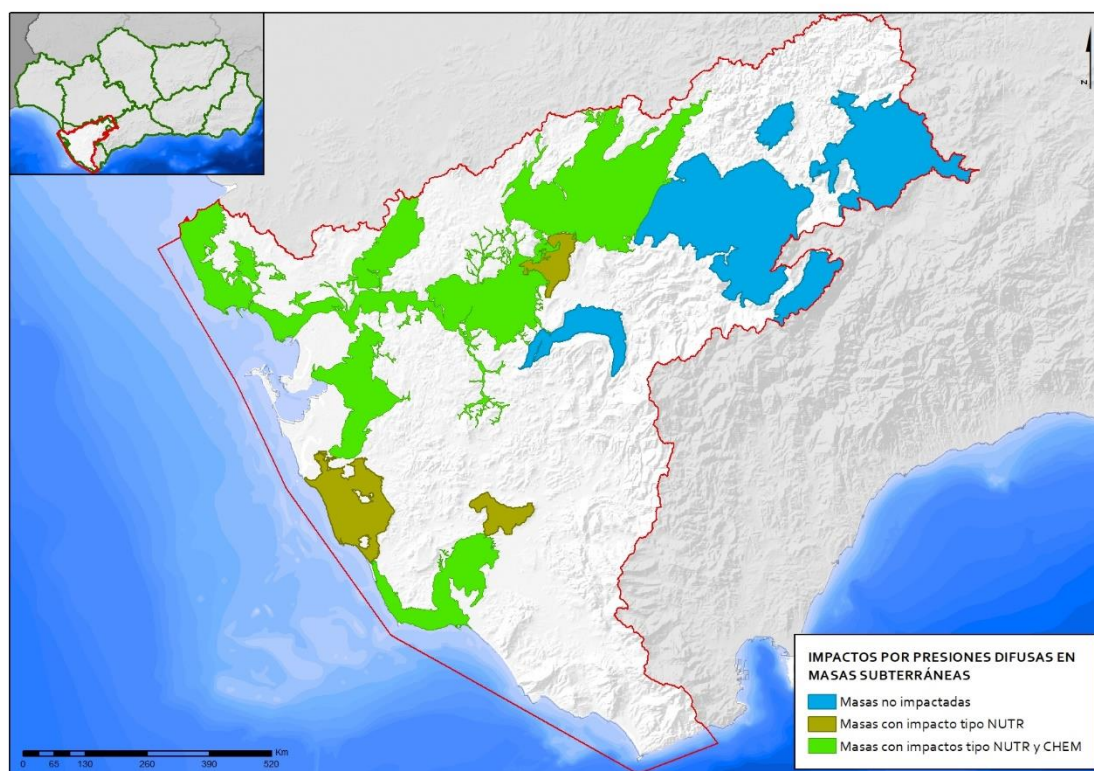 N
IMPACTOS POR PRESIONES DIFUSAS EN
MASAS SUBTERRÁNEAS
Masas no impactadas
Masas con impacto tipo NUTR
Masas con impactos tipo NUTR y CHEM
Km
0 65 130 260 390 520